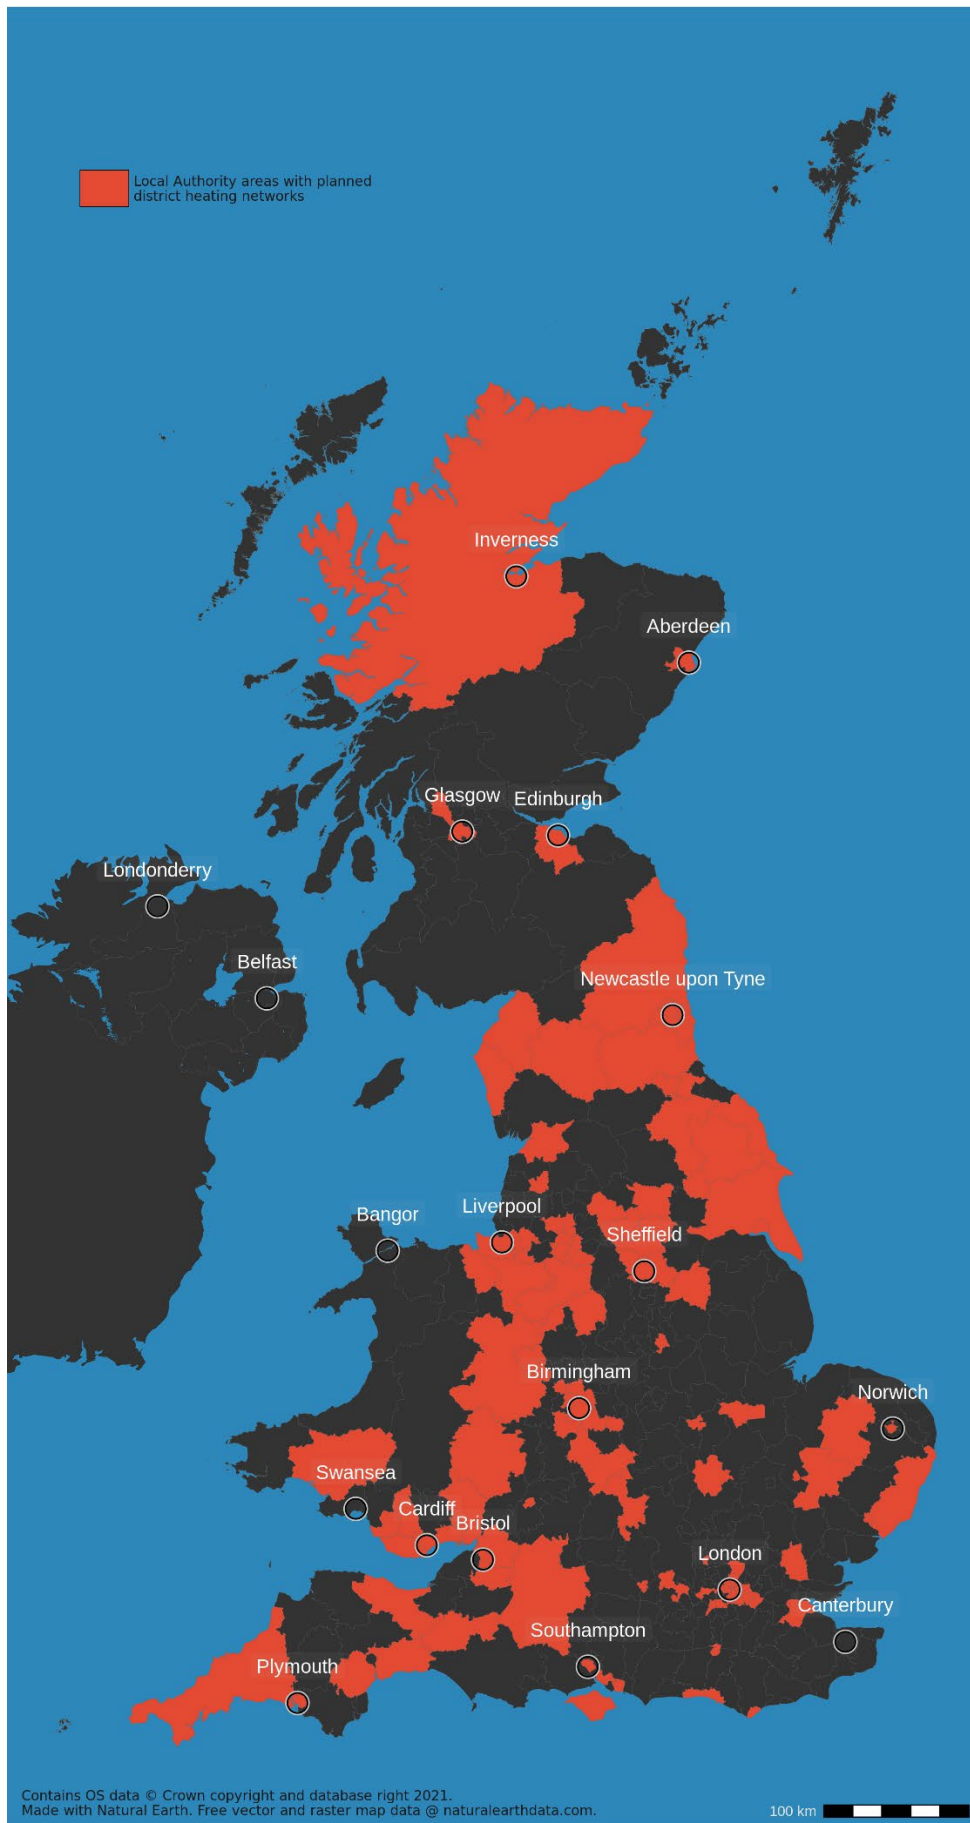 Local Authority areas with planned
district heating networks
Inverness
Aberdeen
Glasgow
Edinburgh
Londonderry
Belfast
Newcastle upon Tyne
Bangor
Liverpool
Sheffield
Birmingham
Norwich
Swansea
Cardiff
Bristol
London
Canterbury
Southampton
Plymouth
Contains OS data © Crown copyright and database right 2021.
Made with Natural Earth. Free vector and raster map data @ naturalearthdata.com.
100 km